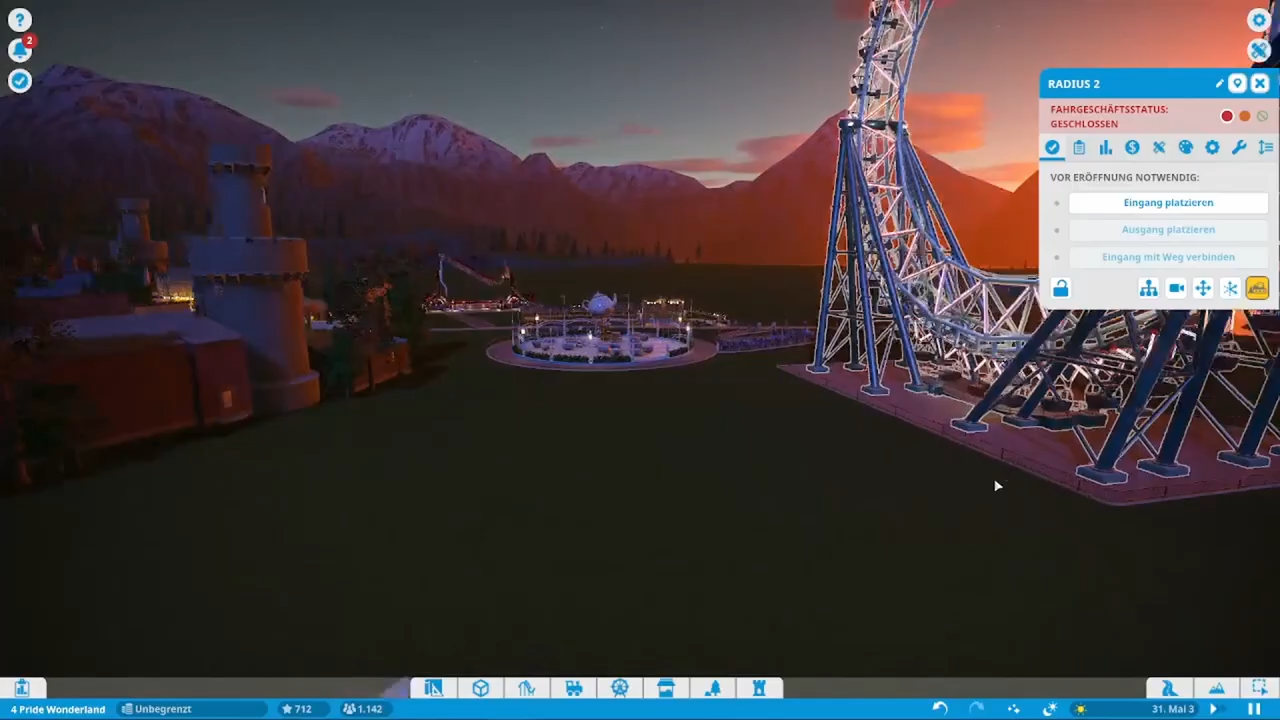 2
RADIUS 2
FAHRGESCHÄFTSSTATUS:
GESCHLOSSEN
VOR ERÖFFNUNG NOTWENDIG:
Eingang platzieren
Ausgang platzieren
Eingang mit Weg verbinden
4 Pride Wonderland Unbegrenzt 712 1.142 31. Mai 3